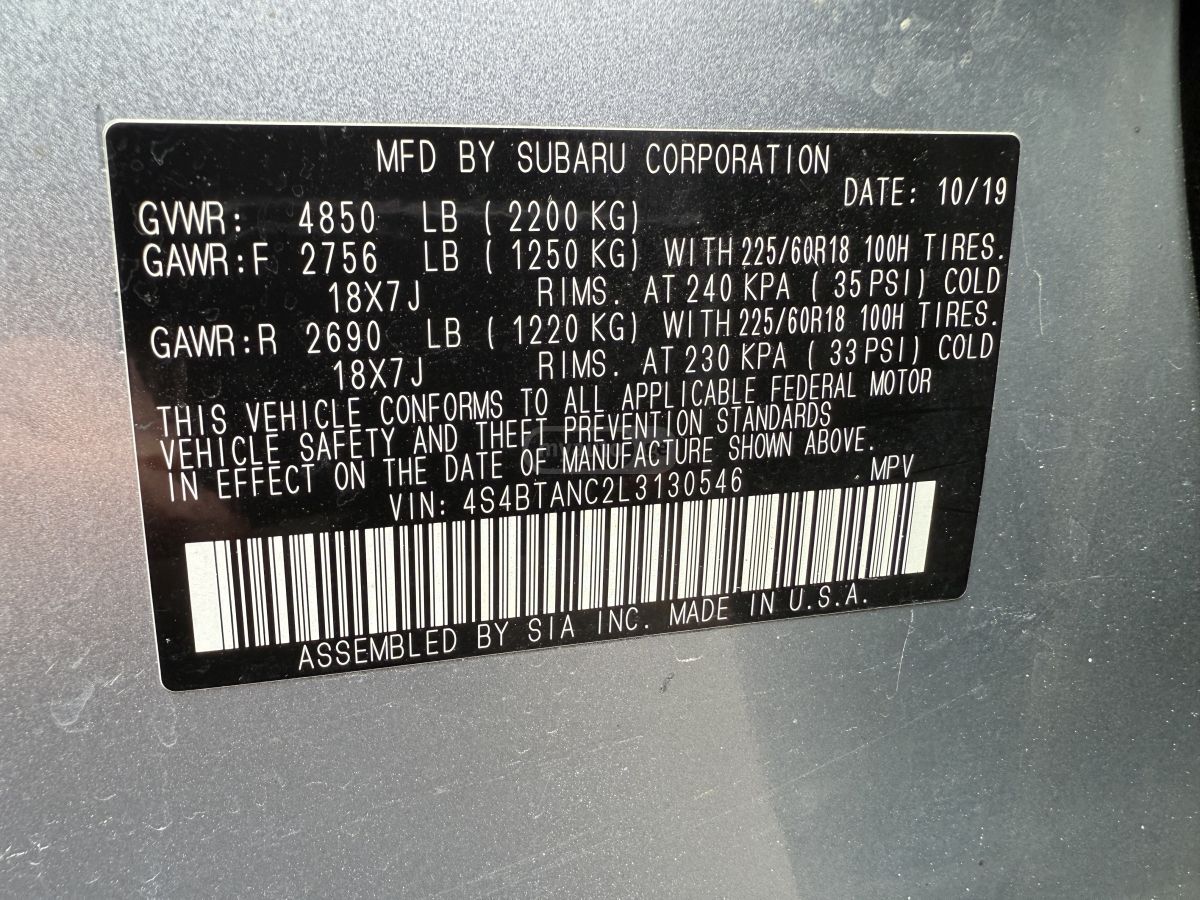 MFD BY SUBARU CORPORATION
DATE: 10/19
GVWR: 4850 LB ( 2200 KG)
GAWR:F 2756 LB ( 1250 KG) WITH 225/60R18 100H TIRES.
18X7J RIMS. AT 240 KPA ( 35 PSI) COLD
GAWR:R 2690 LB ( 1220 KG) WITH 225/60R18 100H TIRES.
18X7J RIMS. AT 230 KPA ( 33 PSI) COLD
THIS VEHICLE CONFORMS TO ALL APPLICABLE FEDERAL MOTOR
VEHICLE SAFETY AND THEFT PREVENTION STANDARDS
IN EFFECT ON THE DATE OF MANUFACTURE SHOWN ABOVE.
VIN: 4S4BTANC2L3130546 MPV
ASSEMBLED BY SIA INC. MADE IN U.S.A.